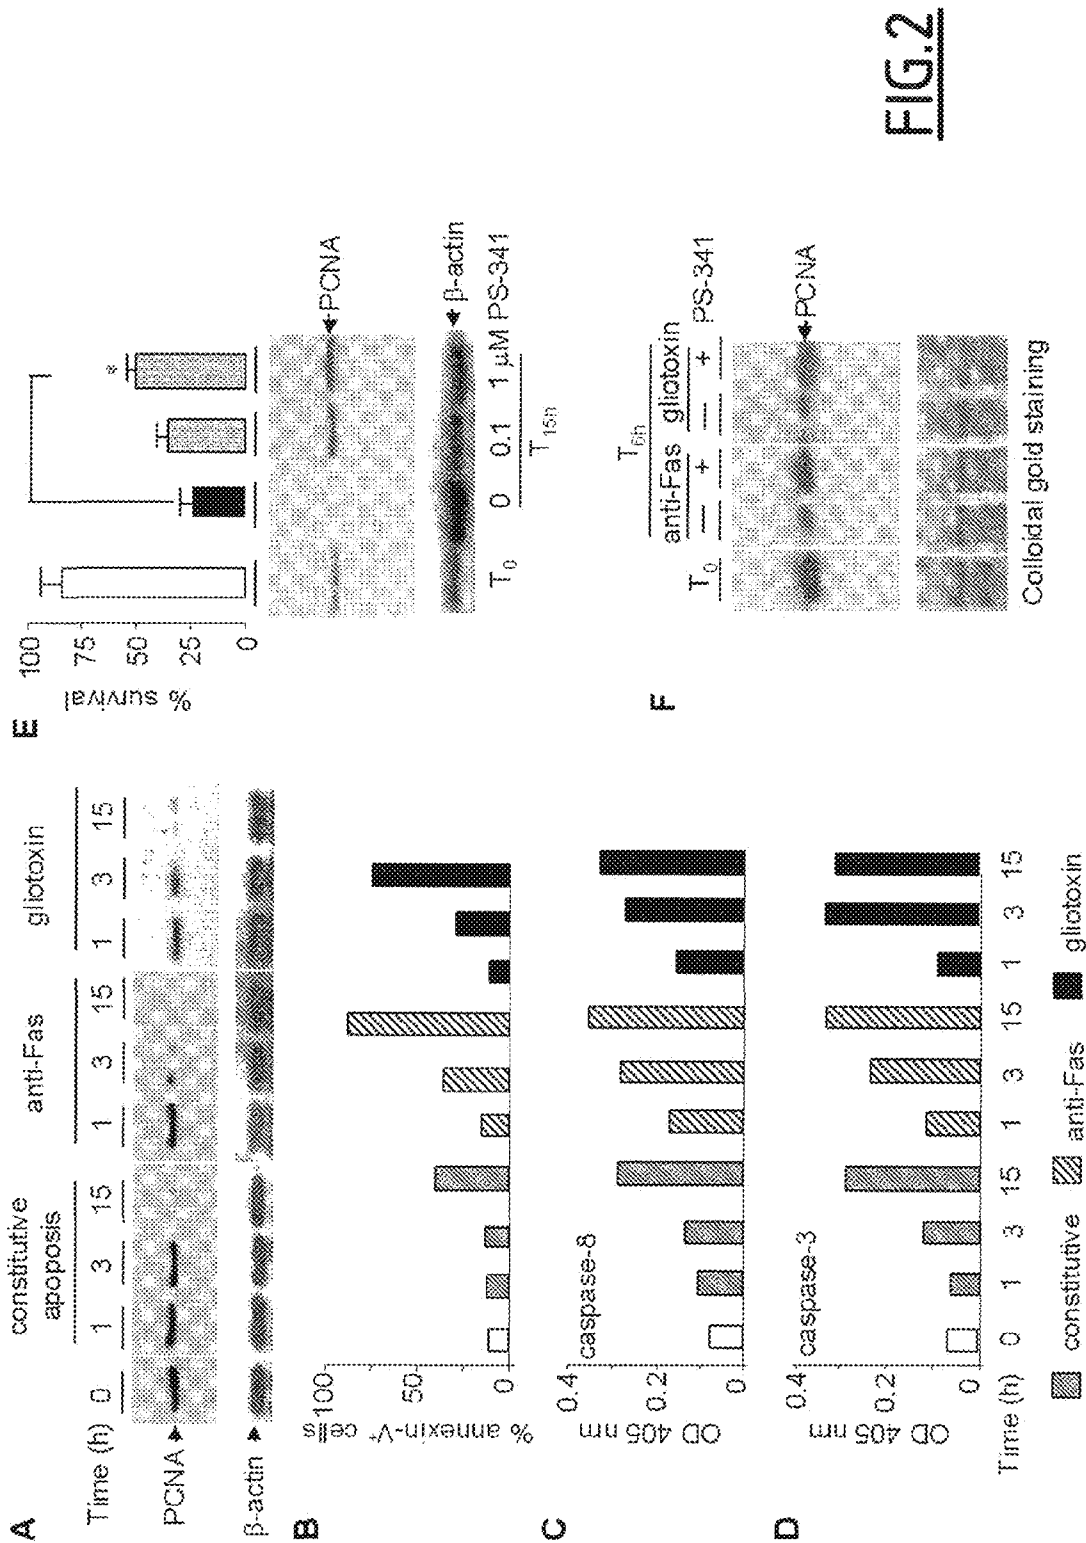 A
constitutive apoposis
anti-Fas
gliotoxin
Time (h)
0
1
3
15
1
3
15
1
3
15
PCNA
β-actin
B
100
50
0
% annexin-V⁺ cells
C
caspase-8
0.4
0.2
0
OD 405 nm
D
caspase-3
0.4
0.2
0
OD 405 nm
Time (h)
0
1
3
15
1
3
15
1
3
15
constitutive
anti-Fas
gliotoxin
E
100
75
50
25
0
% survival
*
PCNA
β-actin
T₀
0
0.1
1 µM PS-341
T₁₅ₕ
F
T₆ₕ
anti-Fas
gliotoxin
T₀
—
+
—
+
PS-341
PCNA
Colloidal gold staining
FIG.2